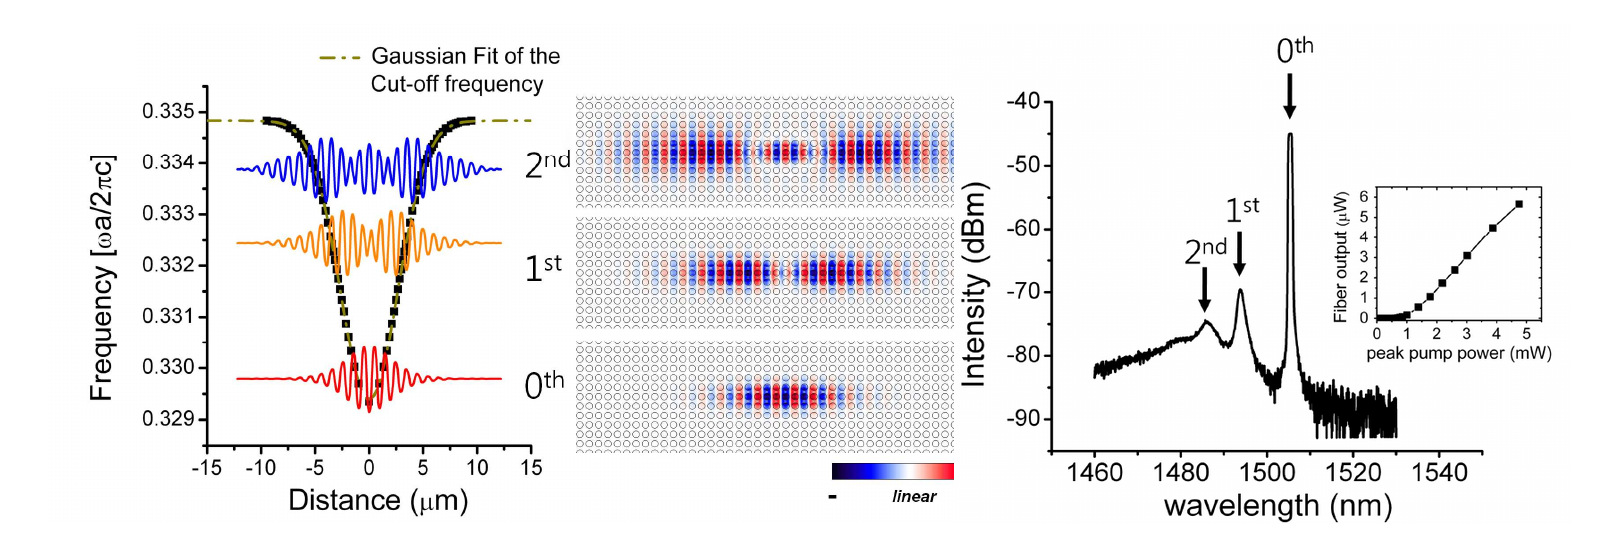 Gaussian Fit of the
Cut-off frequency
Frequency [ωa/2πc]
0.335
0.334
0.333
0.332
0.331
0.330
0.329
-15 -10 -5 0 5 10 15
Distance (μm)
2nd
1st
0th
-
linear
Intensity (dBm)
-40
-50
-60
-70
-80
-90
1460 1480 1500 1520 1540
wavelength (nm)
0th
1st
2nd
Fiber output (μW)
6
5
4
3
2
1
0
0 1 2 3 4 5
peak pump power (mW)